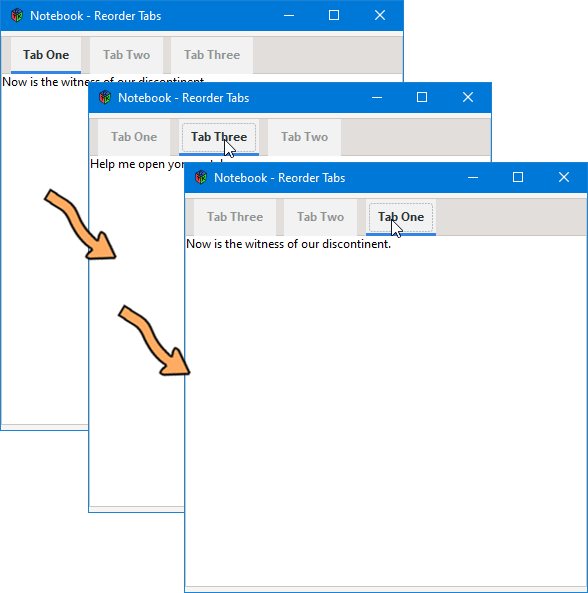 Notebook - Reorder Tabs
Tab One Tab Two Tab Three
Now is the witness of our discontinent.
Notebook - Reorder Tabs
Tab One Tab Three Tab Two
Help me open yo
Notebook - Reorder Tabs
Tab Three Tab Two Tab One
Now is the witness of our discontinent.